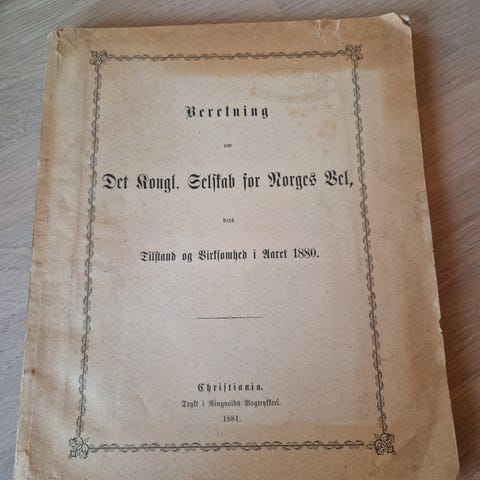 Beretning
om
Det Kongl. Selskab for Norges Vel,
dets
Tilstand og Virksomhed i Aaret 1880.
Christiania.
Trykt i Ringvolds Bogtrykkeri.
1881.